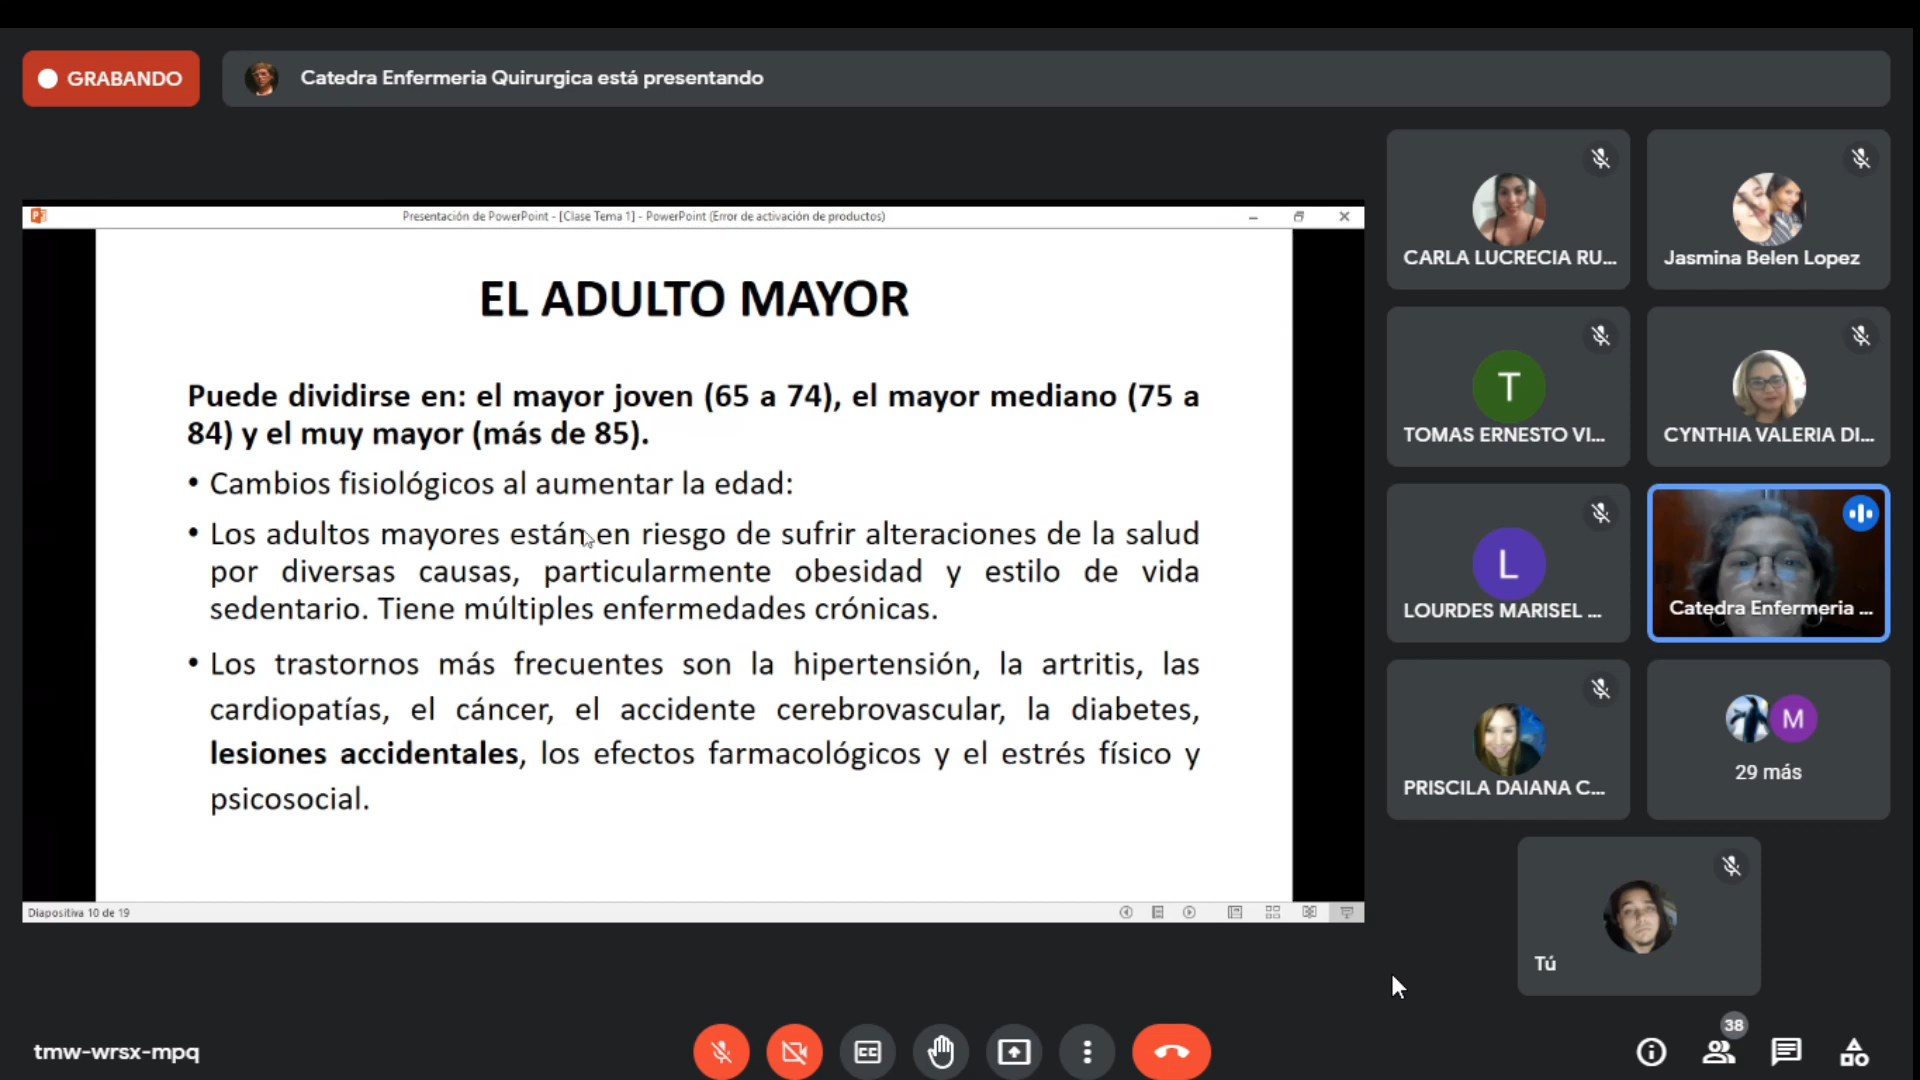 GRABANDO
Catedra Enfermeria Quirurgica está presentando
Presentación de PowerPoint - [Clase Tema 1] - PowerPoint (Error de activación de productos)
EL ADULTO MAYOR
Puede dividirse en: el mayor joven (65 a 74), el mayor mediano (75 a
84) y el muy mayor (más de 85).
• Cambios fisiológicos al aumentar la edad:
• Los adultos mayores están en riesgo de sufrir alteraciones de la salud
por diversas causas, particularmente obesidad y estilo de vida
sedentario. Tiene múltiples enfermedades crónicas.
• Los trastornos más frecuentes son la hipertensión, la artritis, las
cardiopatías, el cáncer, el accidente cerebrovascular, la diabetes,
lesiones accidentales, los efectos farmacológicos y el estrés físico y
psicosocial.
Diapositiva 10 de 19
CARLA LUCRECIA RU...
Jasmina Belen Lopez
T
TOMAS ERNESTO VI...
CYNTHIA VALERIA DI...
L
LOURDES MARISEL ...
Catedra Enfermeria ...
PRISCILA DAIANA C...
M
29 más
Tú
tmw-wrsx-mpq
CC
38